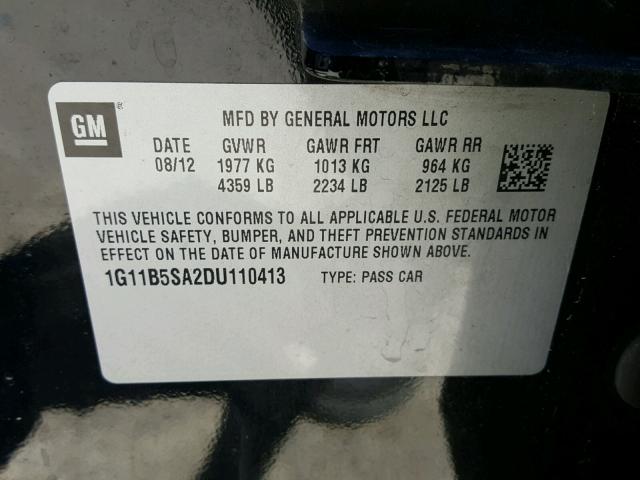 GM
MFD BY GENERAL MOTORS LLC
DATE GVWR GAWR FRT GAWR RR
08/12 1977 KG 1013 KG 964 KG
4359 LB 2234 LB 2125 LB
THIS VEHICLE CONFORMS TO ALL APPLICABLE U.S. FEDERAL MOTOR
VEHICLE SAFETY, BUMPER, AND THEFT PREVENTION STANDARDS IN
EFFECT ON THE DATE OF MANUFACTURE SHOWN ABOVE.
1G11B5SA2DU110413 TYPE: PASS CAR